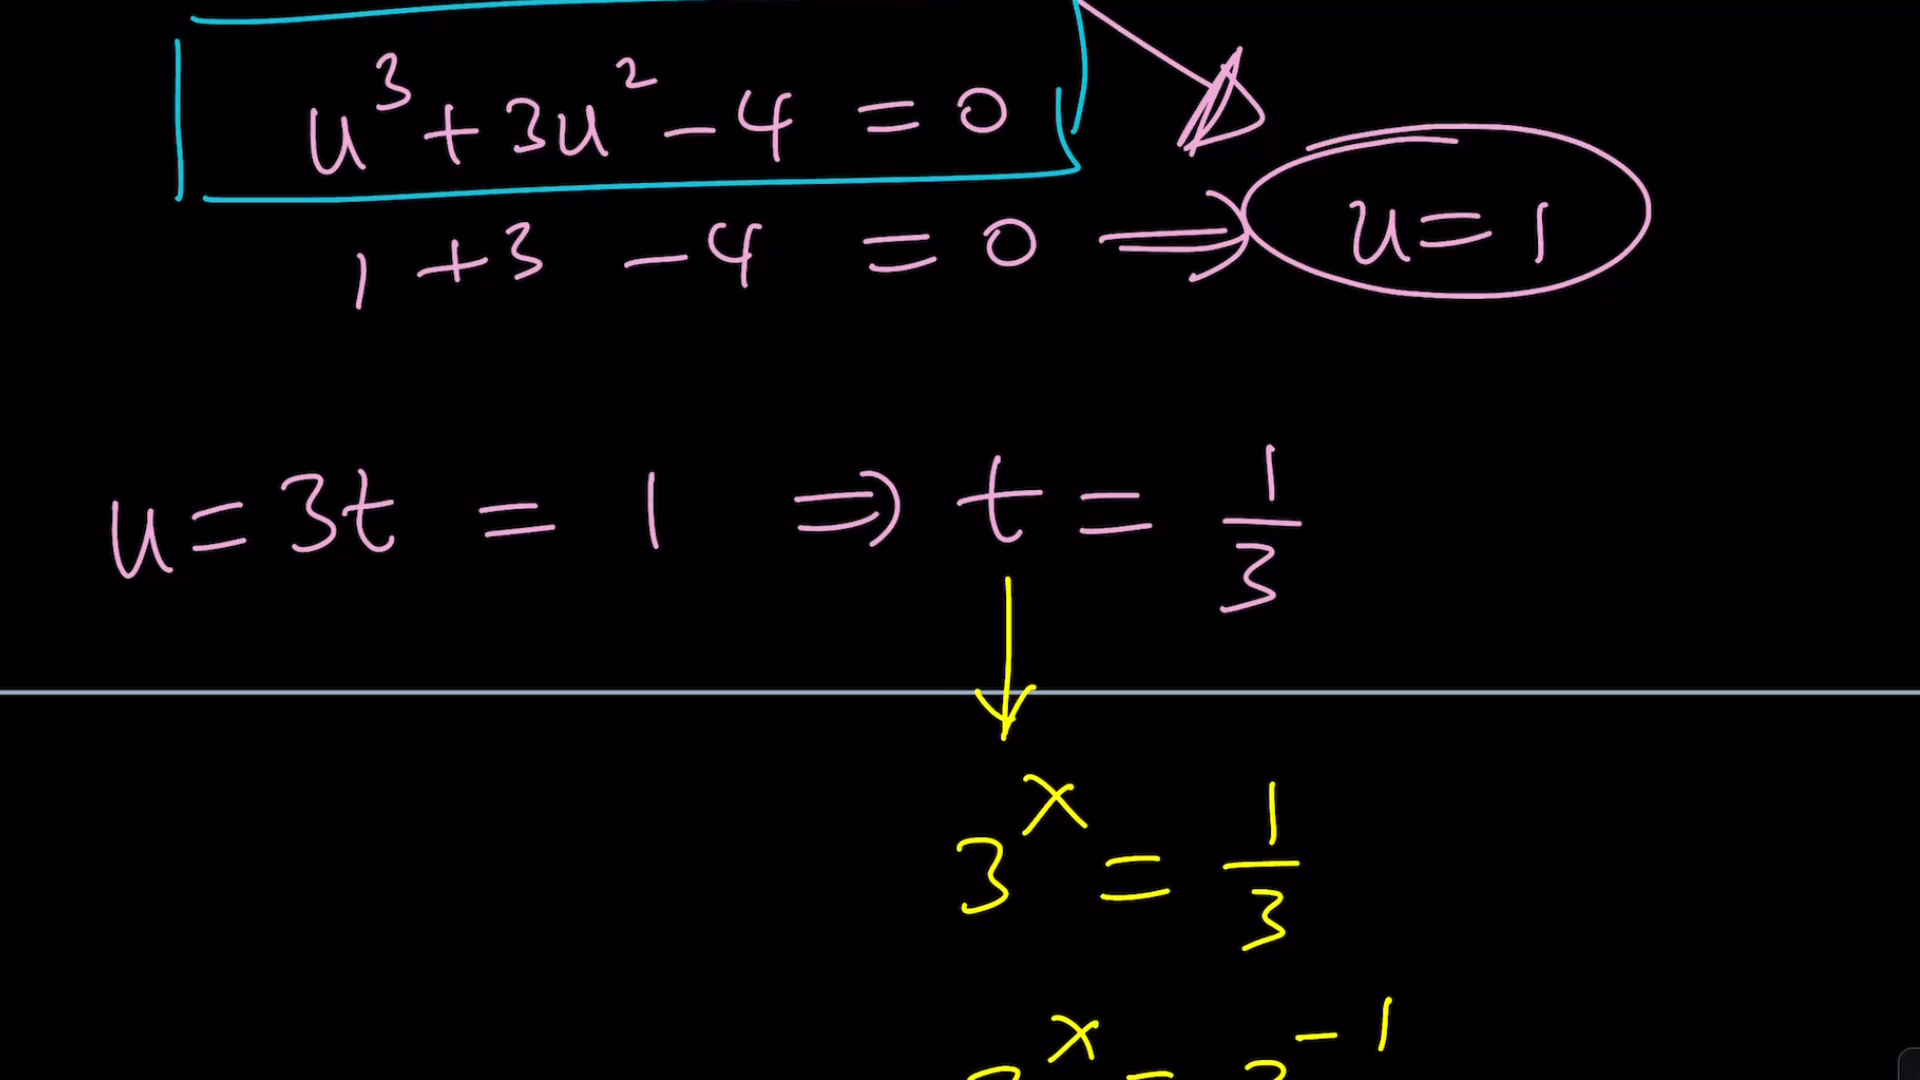 u³+3u²-4=0
1+3-4=0⇒u=1
u=3t=1⇒t=1/3
3ˣ=1/3
3ˣ=3⁻¹